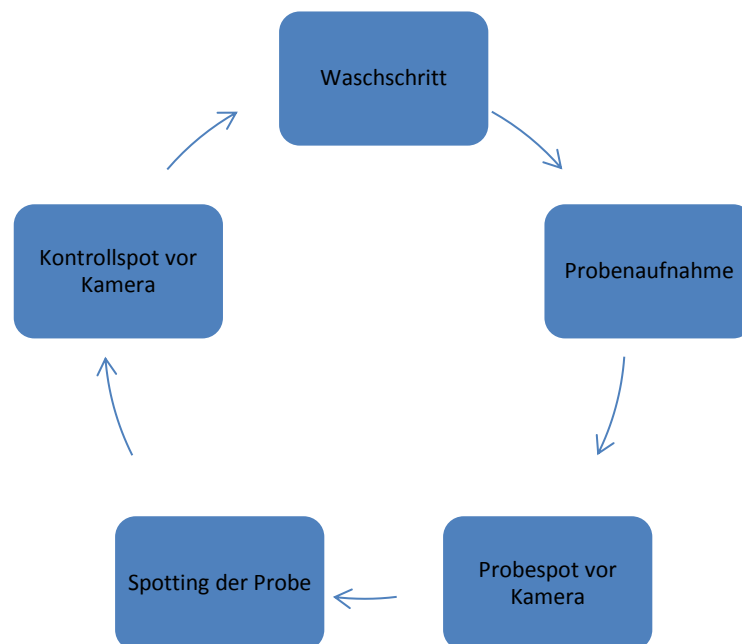 Waschschritt
Probenaufnahme
Probespot vor
Kamera
Spotting der Probe
Kontrollspot vor
Kamera